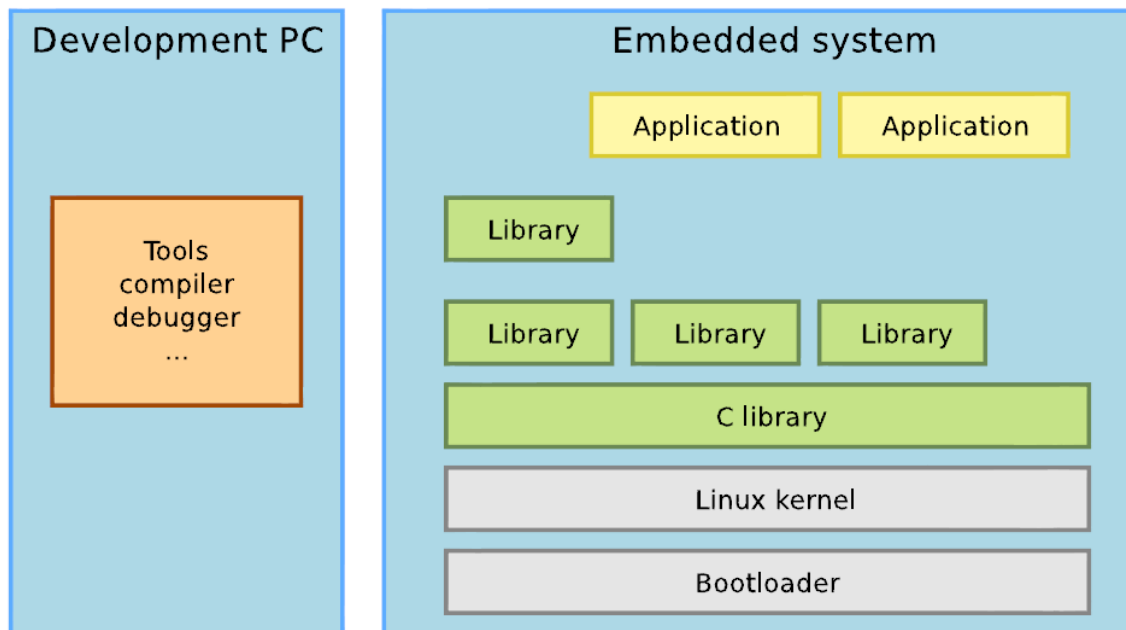 Development PC
Tools
compiler
debugger
...
Embedded system
Application
Application
Library
Library
Library
Library
C library
Linux kernel
Bootloader